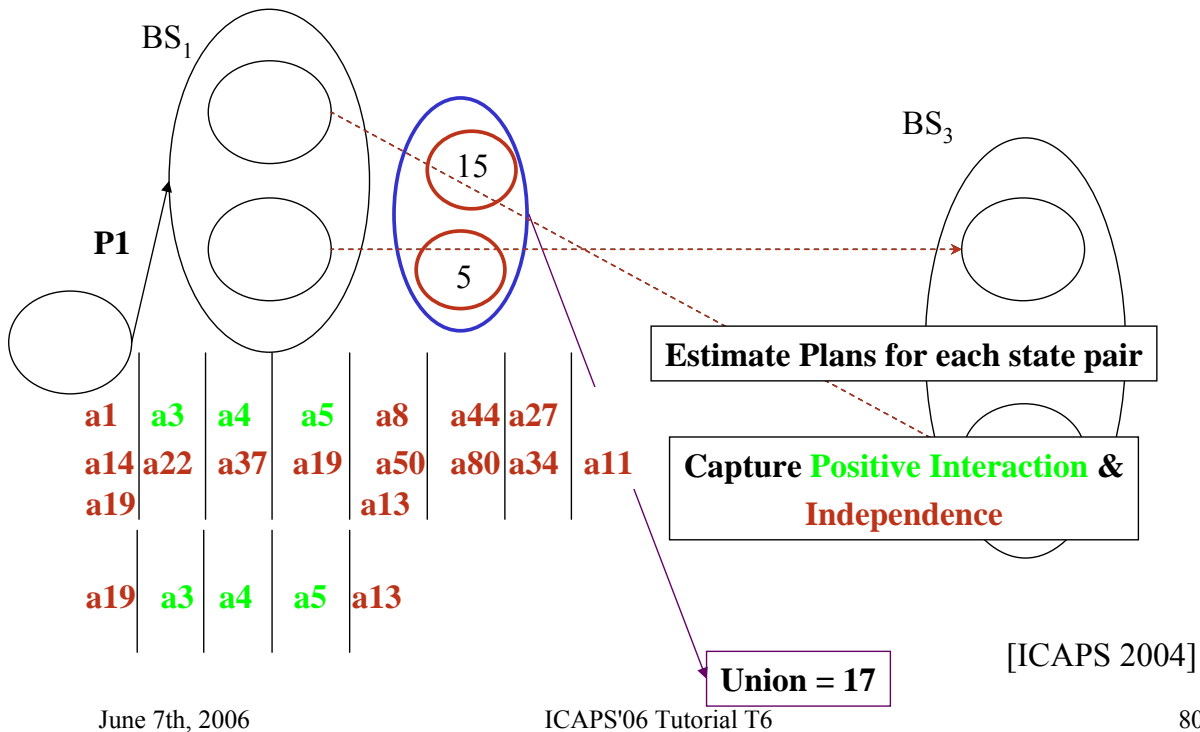 BS1
15
BS3
P1
5
Estimate Plans for each state pair
a1 a3 a4 a5 a8 a44 a27
a14 a22 a37 a19 a50 a80 a34 a11
a19 a13
Capture Positive Interaction &
Independence
a19 a3 a4 a5 a13
[ICAPS 2004]
Union = 17
June 7th, 2006 ICAPS'06 Tutorial T6 80